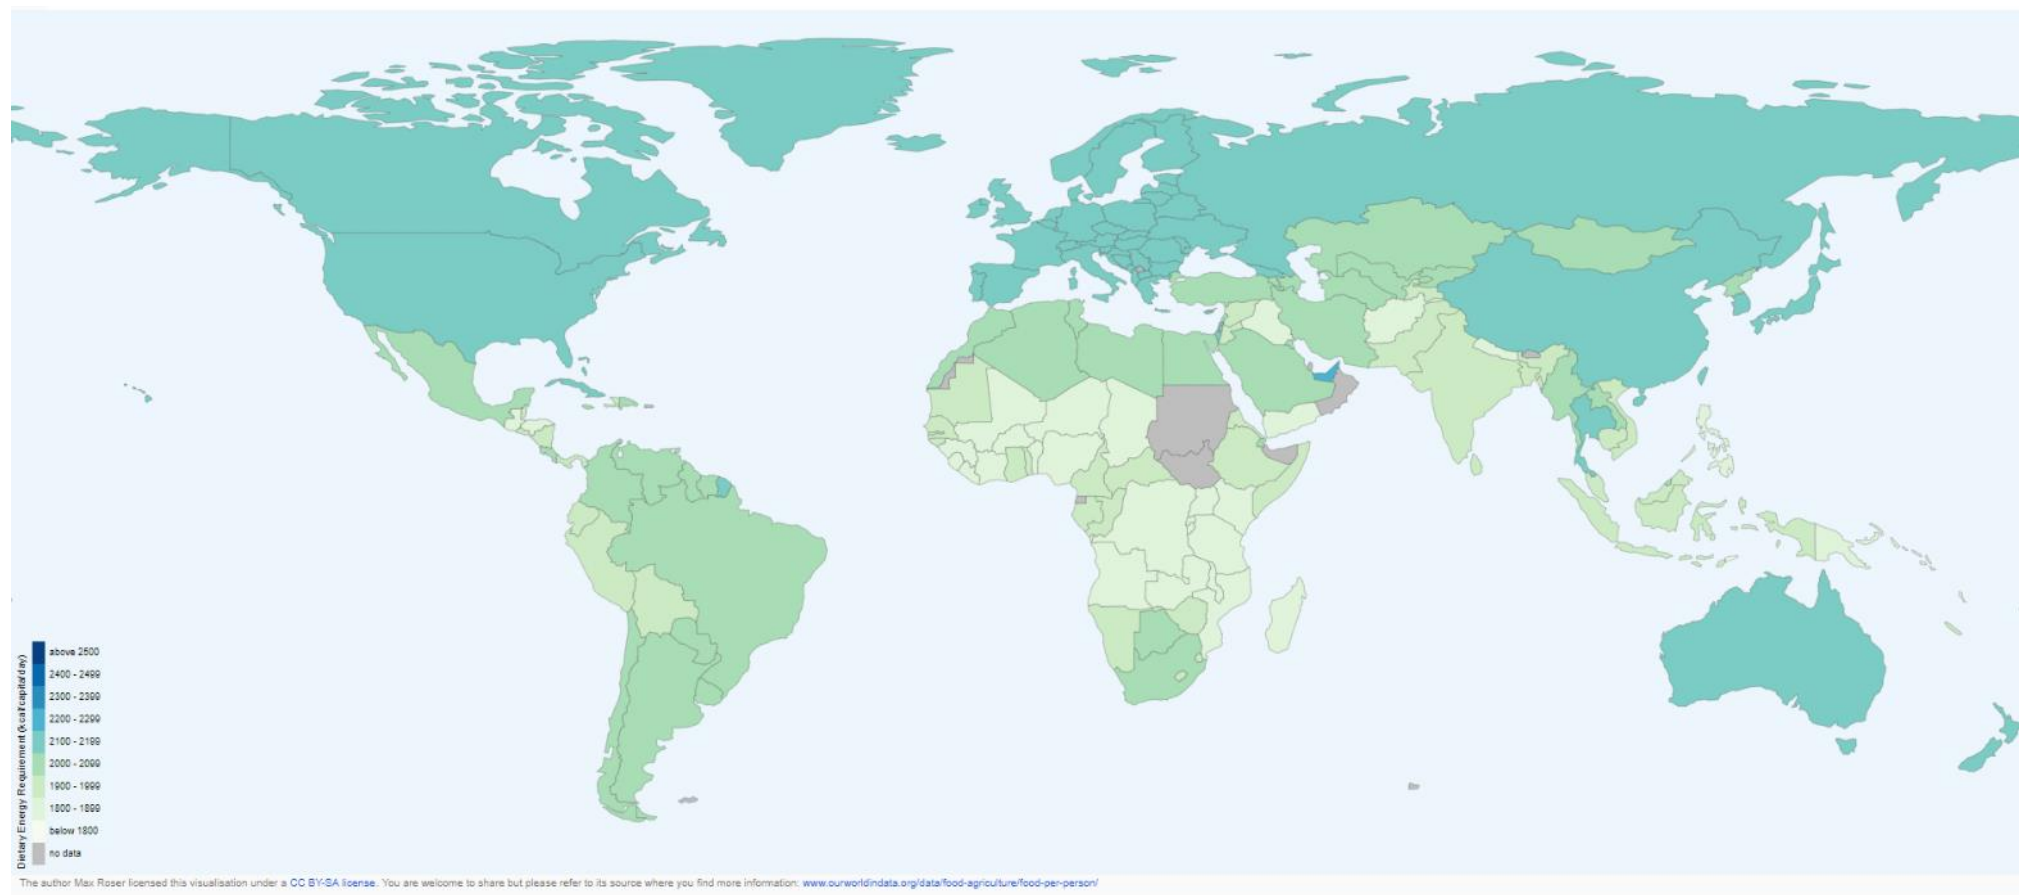 Dietary Energy Requirement (kcal/capita/day)
above 2500
2400 - 2499
2300 - 2399
2200 - 2299
2100 - 2199
2000 - 2099
1900 - 1999
1800 - 1899
below 1800
no data
The author Max Roser licensed this visualisation under a CC BY-SA license. You are welcome to share but please refer to its source where you find more information: www.ourworldindata.org/data/food-agriculture/food-per-person/